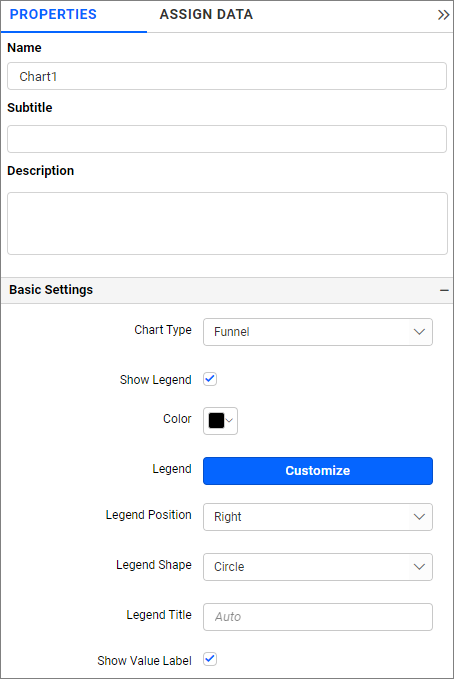 PROPERTIES ASSIGN DATA
Name
Chart1
Subtitle
Description
Basic Settings
Chart Type Funnel
Show Legend
Color
Legend Customize
Legend Position Right
Legend Shape Circle
Legend Title Auto
Show Value Label